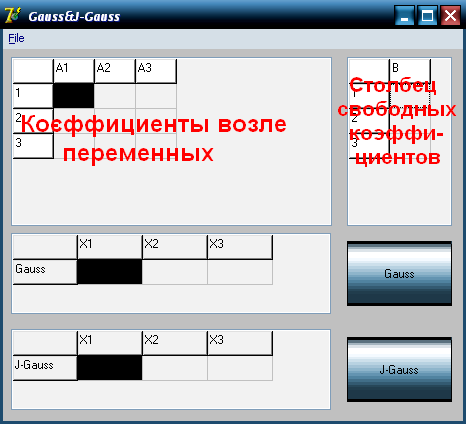 Gauss&J-Gauss
File
A1 A2 A3
B
1
2
3
1
2
3
Коэффициенты возле
переменных
Столбец
свободных
коэффи-
циентов
X1 X2 X3
Gauss
Gauss
X1 X2 X3
J-Gauss
J-Gauss